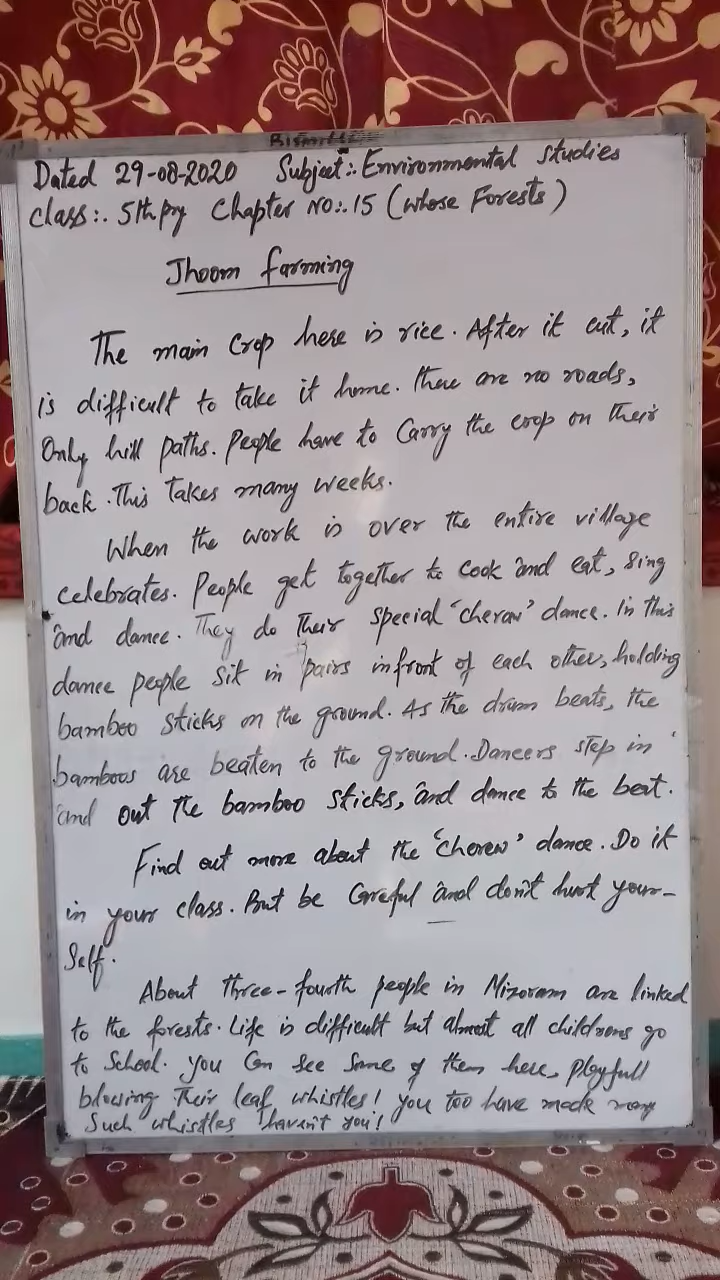 Bismillah
Dated 29-08-2020 Subject:. Environmental studies
Class:. 5th pry Chapter No:. 15 (whose Forests)
Jhoom farming
The main Crop here is rice. After it cut, it
is difficult to take it home. There are no roads,
Only hill paths. People have to Carry the crop on their
back. This takes many weeks.
When the work is over the entire village
celebrates. People get together to cook and eat, sing
and dance. They do their special 'cheraw' dance. In this
dance people sit in pairs infront of each other, holding
bamboo sticks on the ground. As the drum beats, the
bamboos are beaten to the ground. Dancers step in
and out the bamboo sticks, and dance to the beat.
Find out more about the 'cherew' dance. Do it
in your class. But be Careful and don't hurt your-
Self.
About three-fourth people in Mizoram are linked
to the forests. Life is difficult but almost all childrens go
to School. you Can see Some of them here, playfull
blowing their leaf whistles! you too have made many
Such whistles haven't you!